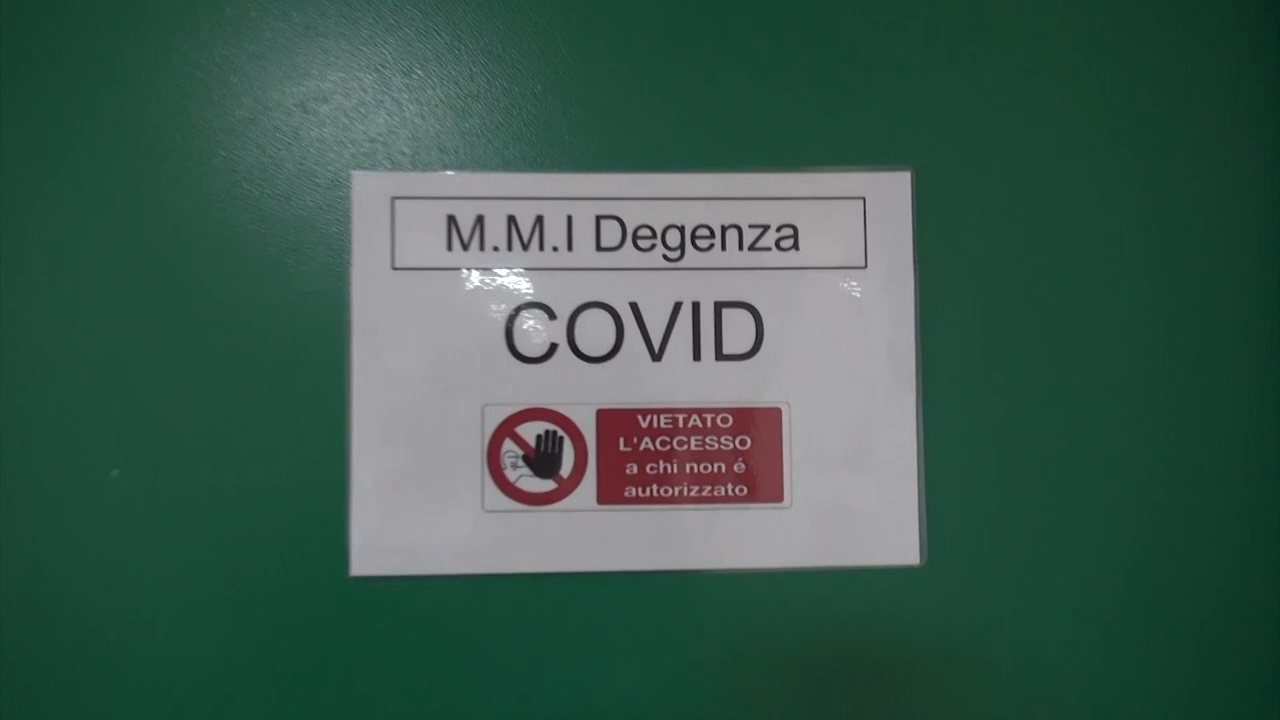 M.M.I Degenza
COVID
VIETATO
L'ACCESSO
a chi non é
autorizzato